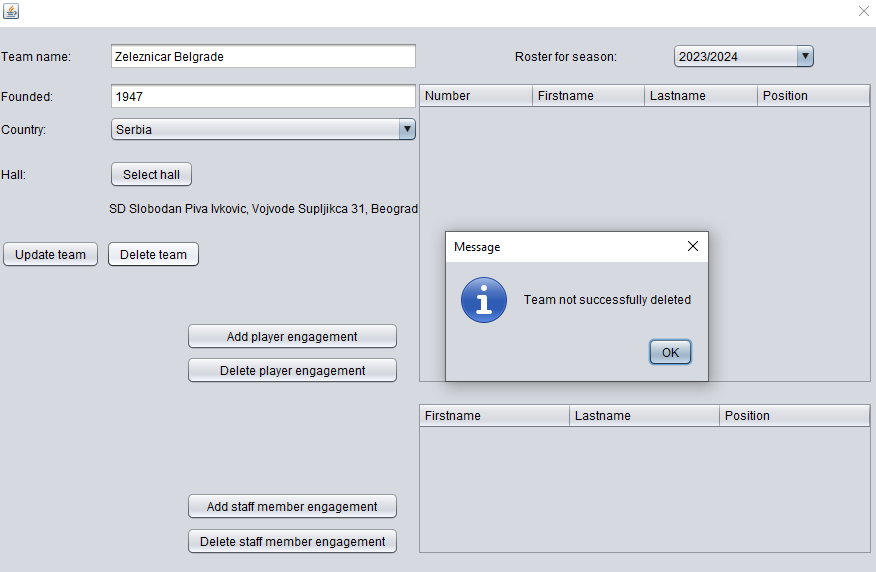 Team name: Zeleznicar Belgrade Roster for season: 2023/2024
Founded: 1947
Number Firstname Lastname Position
Country: Serbia
Hall: Select hall
SD Slobodan Piva Ivkovic, Vojvode Supljikca 31, Beograd
Update team Delete team
Message
Team not successfully deleted
OK
Add player engagement
Delete player engagement
Firstname Lastname Position
Add staff member engagement
Delete staff member engagement